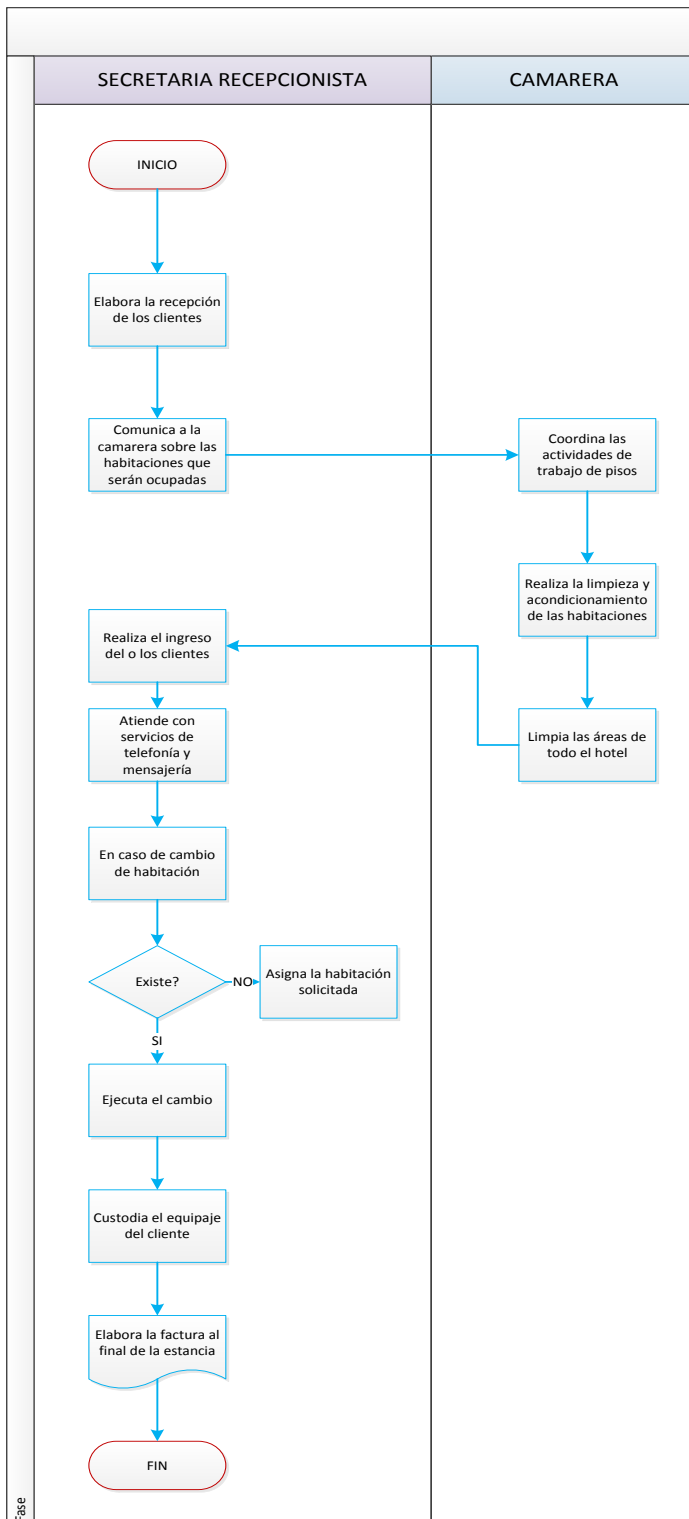 SECRETARIA RECEPCIONISTA
CAMARERA
INICIO
Elabora la recepción
de los clientes
Comunica a la
camarera sobre las
habitaciones que
serán ocupadas
Coordina las
actividades de
trabajo de pisos
Realiza la limpieza y
acondicionamiento
de las habitaciones
Limpia las áreas de
todo el hotel
Realiza el ingreso
del o los clientes
Atiende con
servicios de
telefonía y
mensajería
En caso de cambio
de habitación
Existe?
NO
Asigna la habitación
solicitada
SI
Ejecuta el cambio
Custodia el equipaje
del cliente
Elabora la factura al
final de la estancia
FIN
Fase